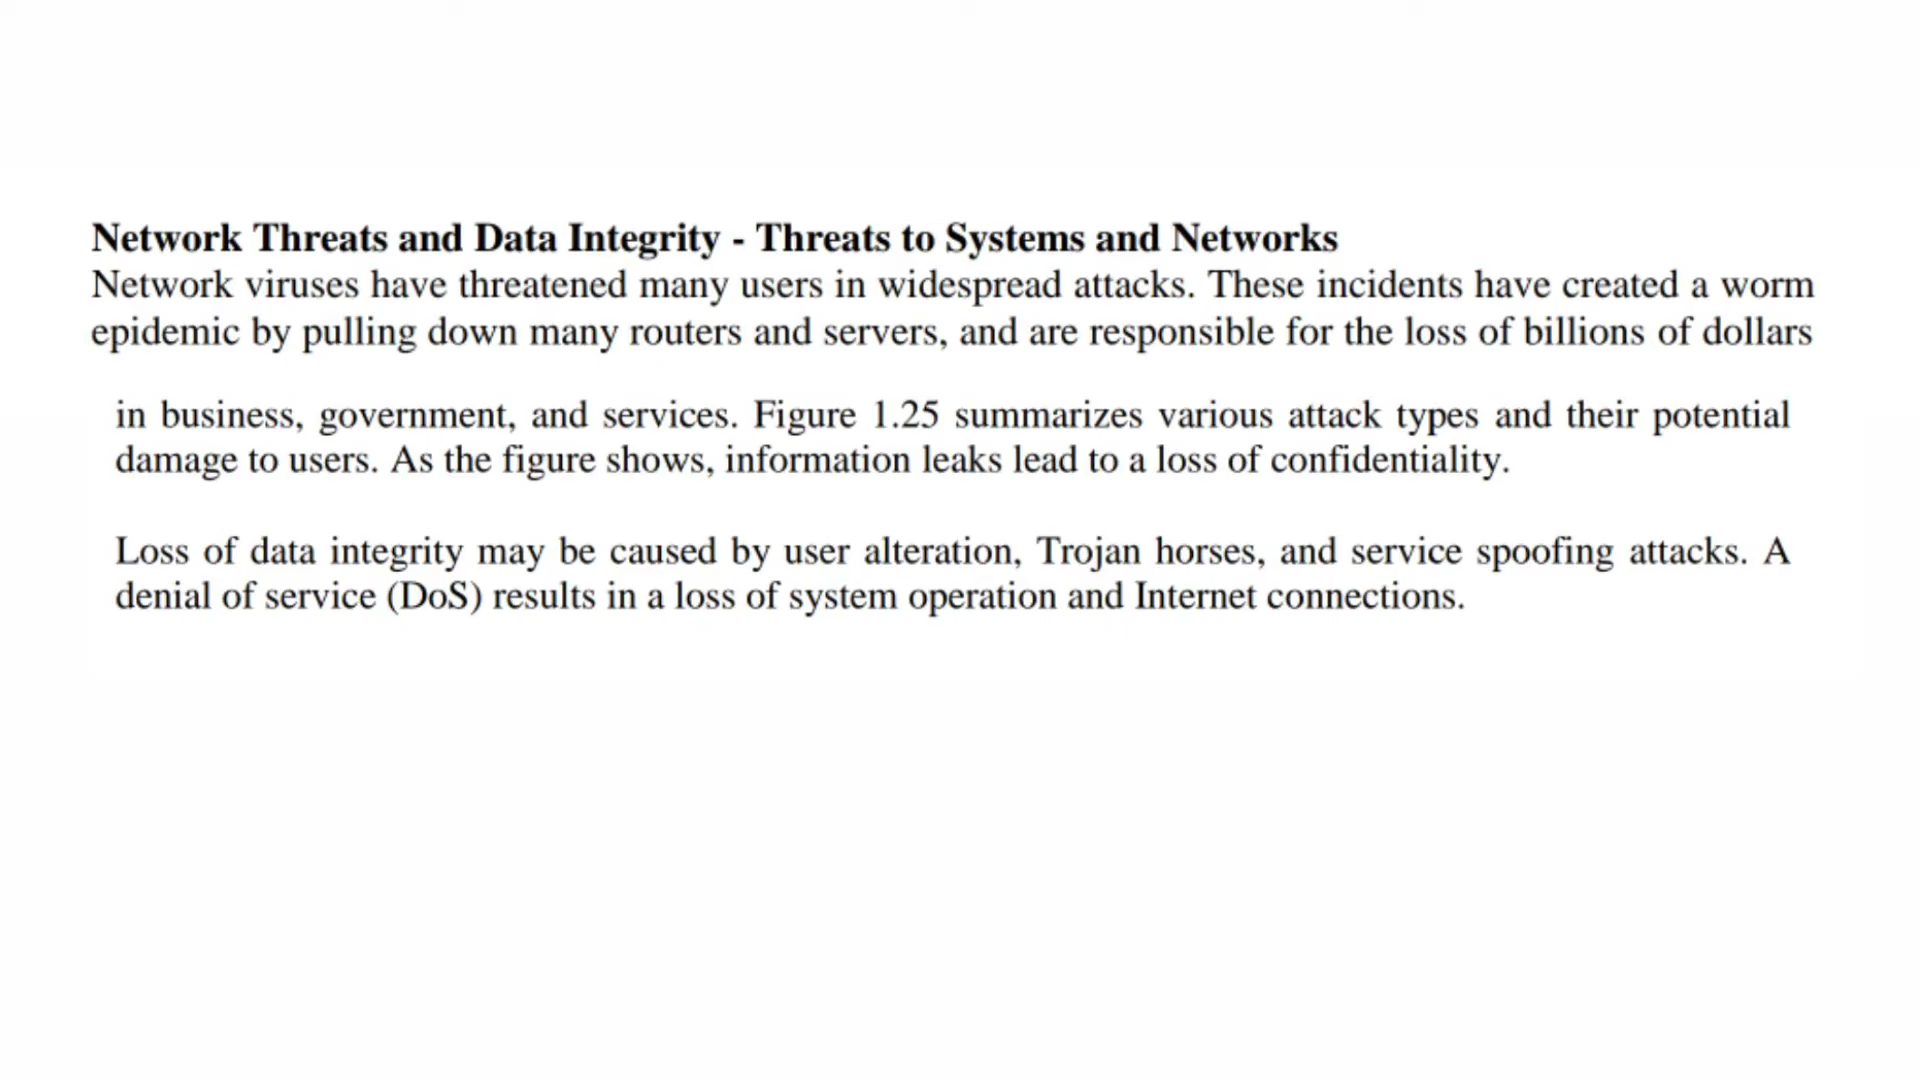 Network Threats and Data Integrity - Threats to Systems and Networks
Network viruses have threatened many users in widespread attacks. These incidents have created a worm
epidemic by pulling down many routers and servers, and are responsible for the loss of billions of dollars
in business, government, and services. Figure 1.25 summarizes various attack types and their potential
damage to users. As the figure shows, information leaks lead to a loss of confidentiality.
Loss of data integrity may be caused by user alteration, Trojan horses, and service spoofing attacks. A
denial of service (DoS) results in a loss of system operation and Internet connections.